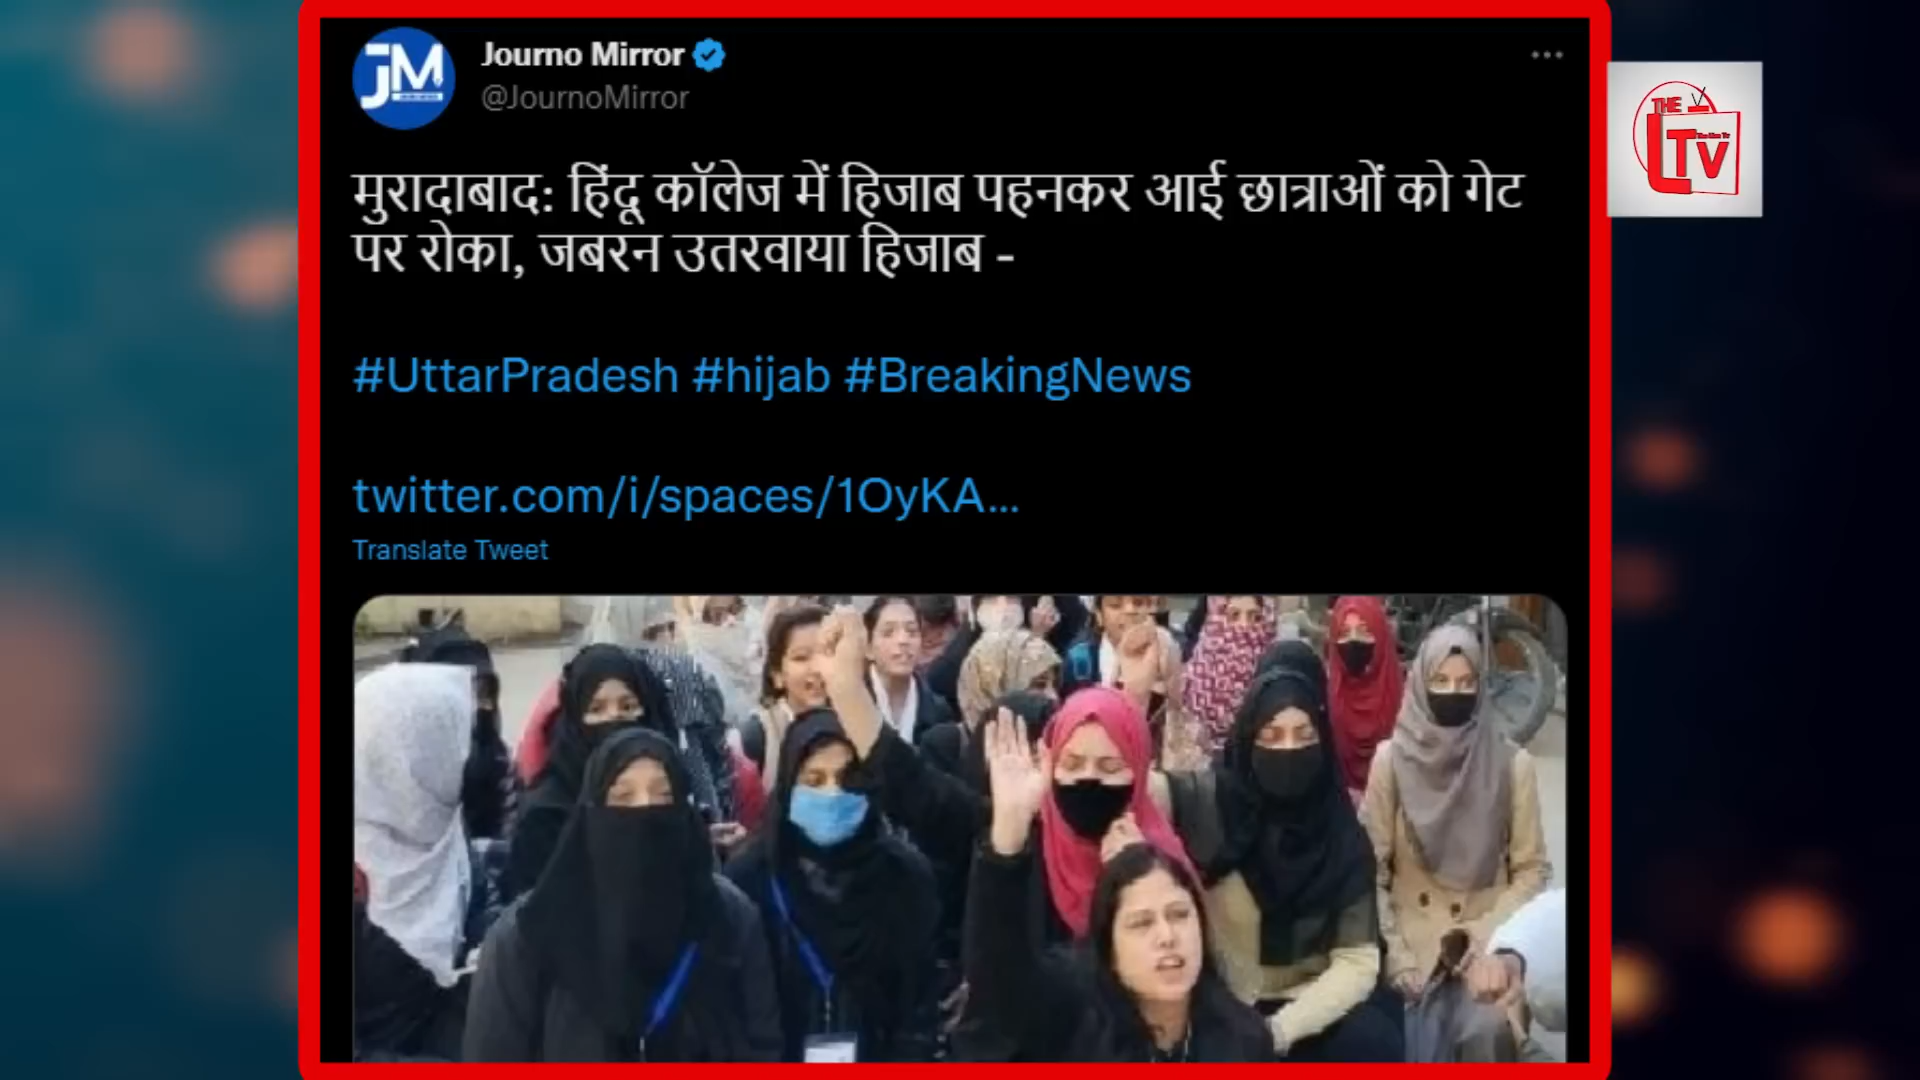 JM
Journo Mirror
@JournoMirror
मुरादाबाद: हिंदू कॉलेज में हिजाब पहनकर आई छात्राओं को गेट
पर रोका, जबरन उतरवाया हिजाब -
#UttarPradesh #hijab #BreakingNews
twitter.com/i/spaces/1OyKA...
Translate Tweet
THE
LTV